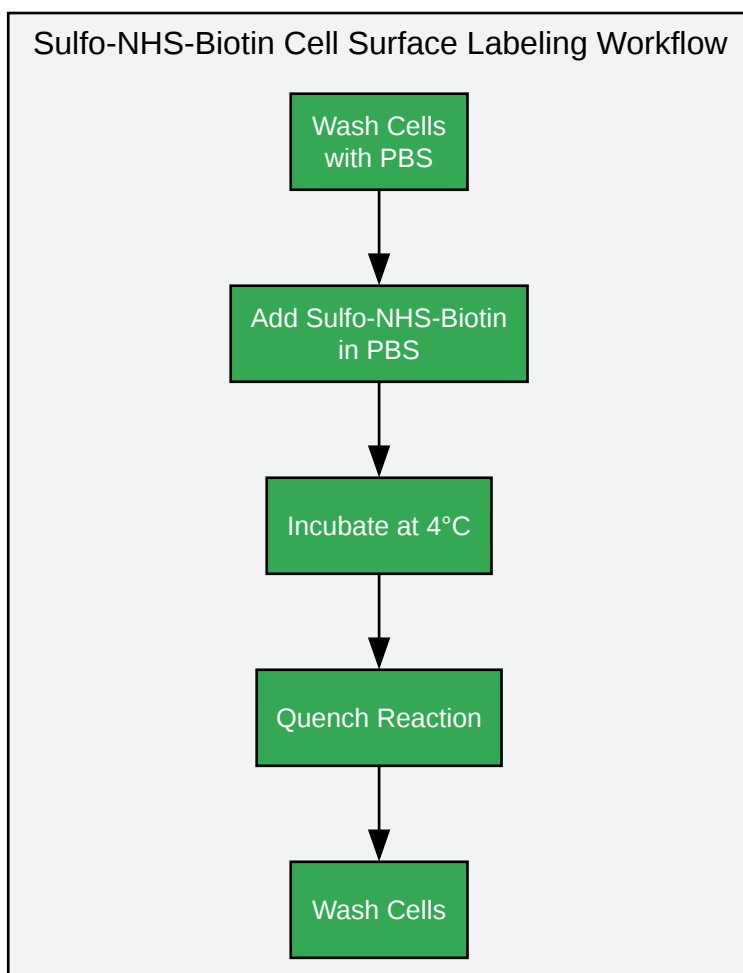 Sulfo-NHS-Biotin Cell Surface Labeling Workflow
Wash Cells
with PBS
Add Sulfo-NHS-Biotin
in PBS
Incubate at 4°C
Quench Reaction
Wash Cells